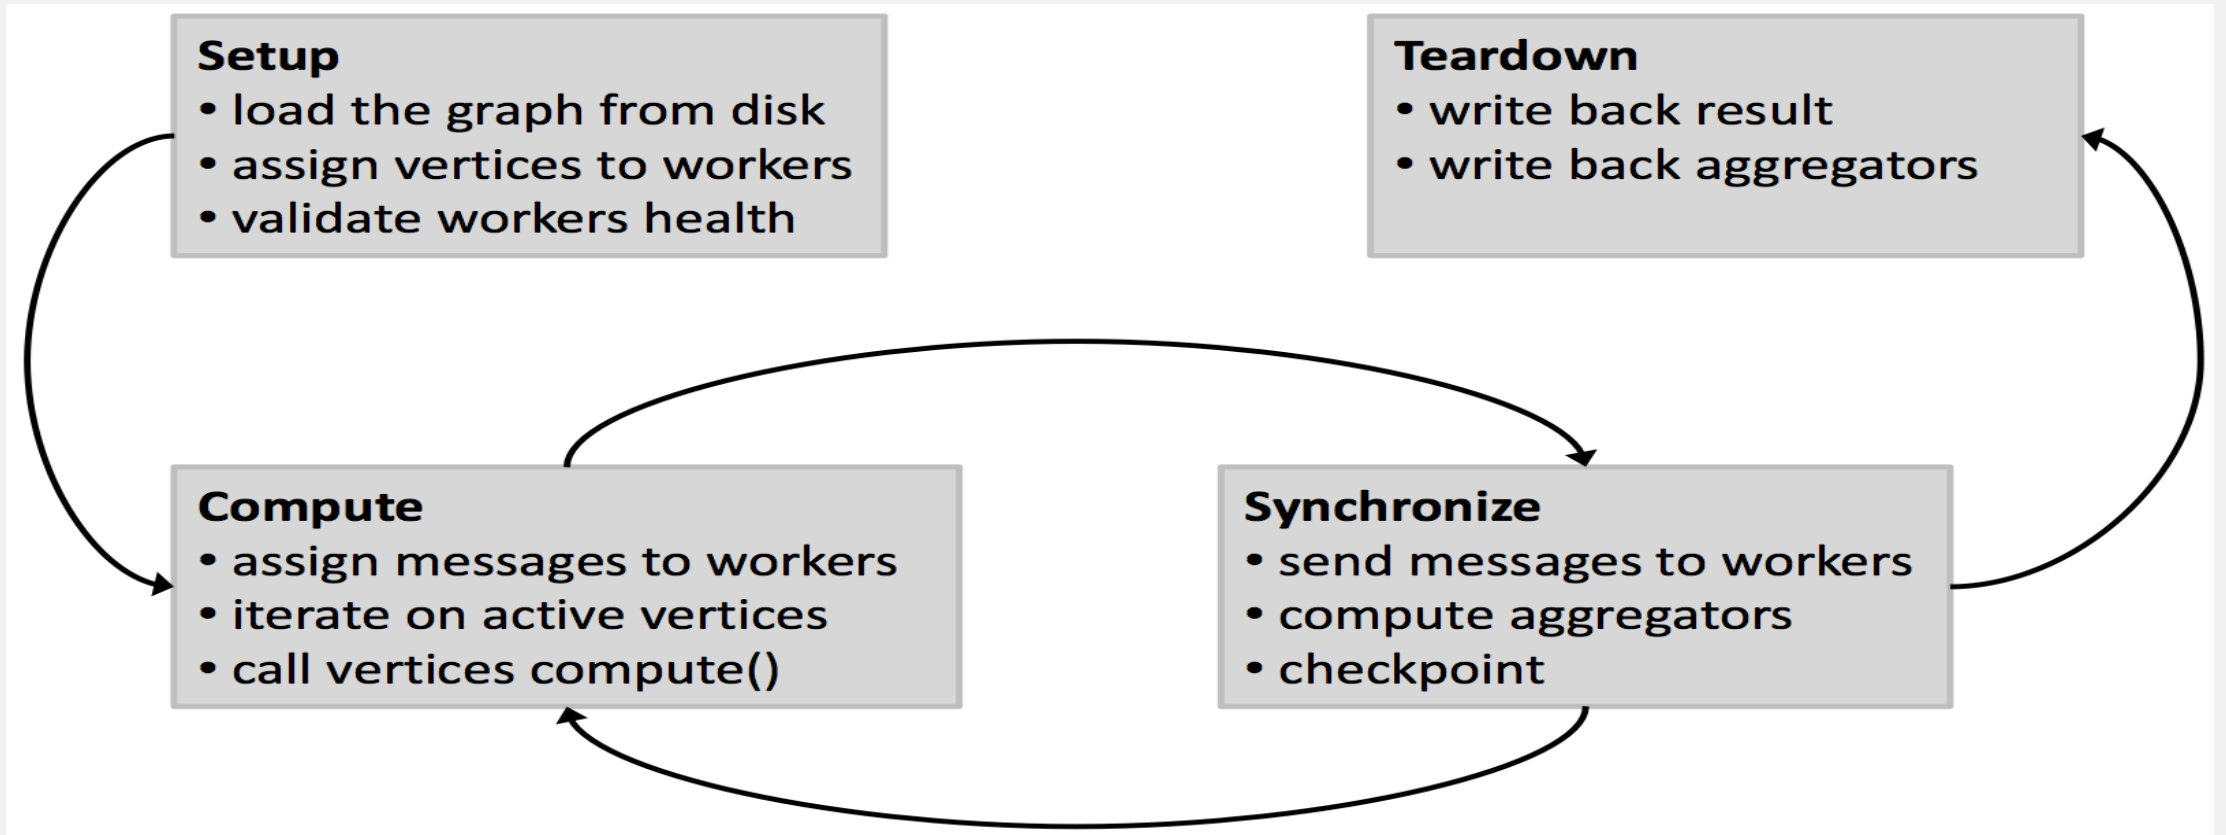 Setup
• load the graph from disk
• assign vertices to workers
• validate workers health
Teardown
• write back result
• write back aggregators
Compute
• assign messages to workers
• iterate on active vertices
• call vertices compute()
Synchronize
• send messages to workers
• compute aggregators
• checkpoint